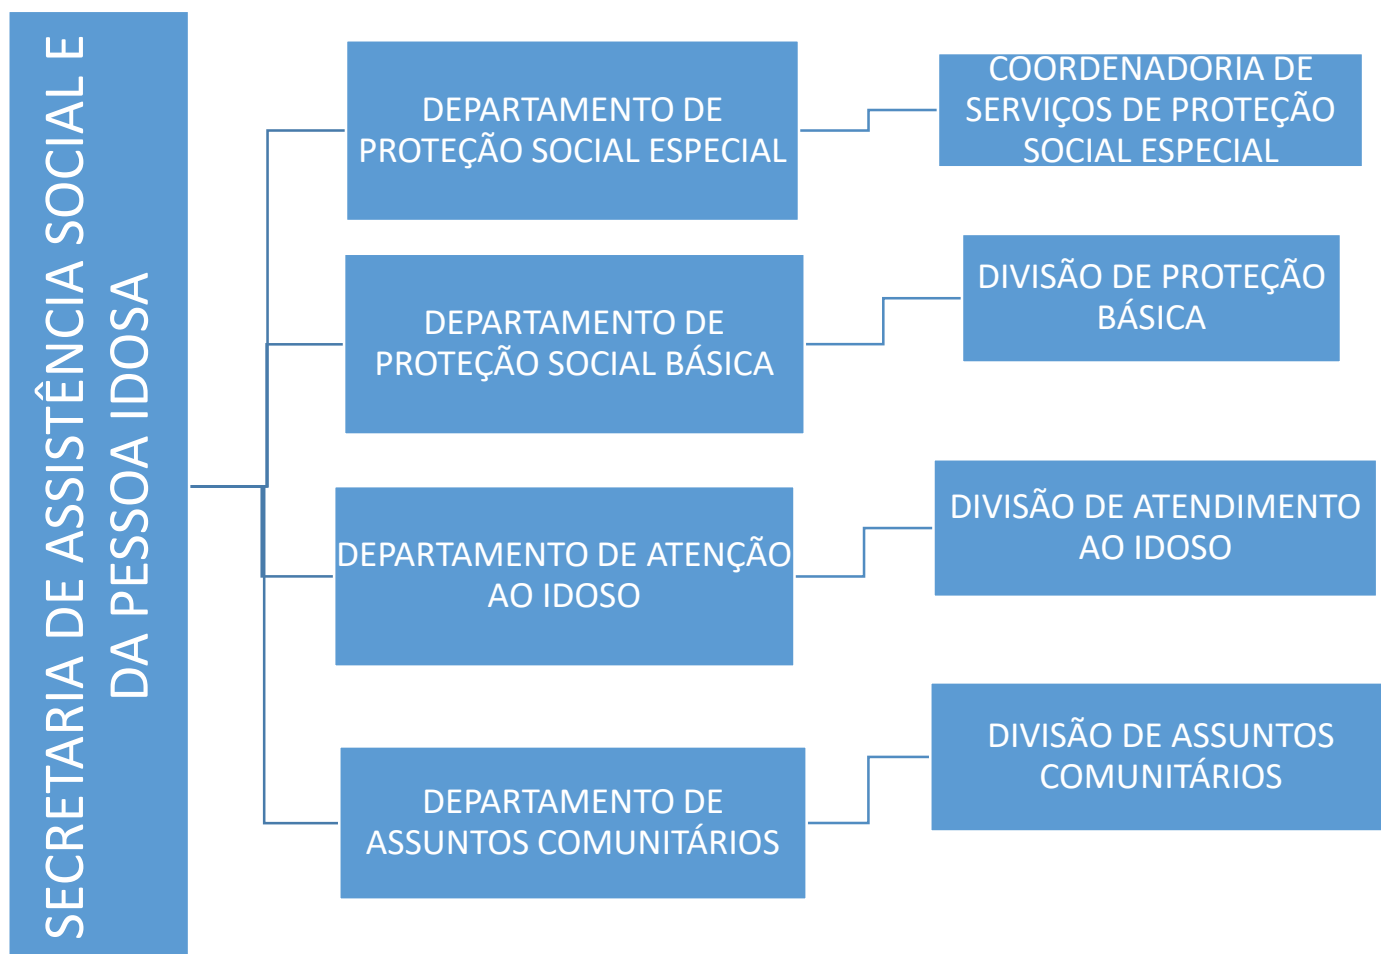 SECRETARIA DE ASSISTÊNCIA SOCIAL E
DA PESSOA IDOSA
DEPARTAMENTO DE
PROTEÇÃO SOCIAL ESPECIAL
COORDENADORIA DE
SERVIÇOS DE PROTEÇÃO
SOCIAL ESPECIAL
DEPARTAMENTO DE
PROTEÇÃO SOCIAL BÁSICA
DIVISÃO DE PROTEÇÃO
BÁSICA
DEPARTAMENTO DE ATENÇÃO
AO IDOSO
DIVISÃO DE ATENDIMENTO
AO IDOSO
DEPARTAMENTO DE
ASSUNTOS COMUNITÁRIOS
DIVISÃO DE ASSUNTOS
COMUNITÁRIOS